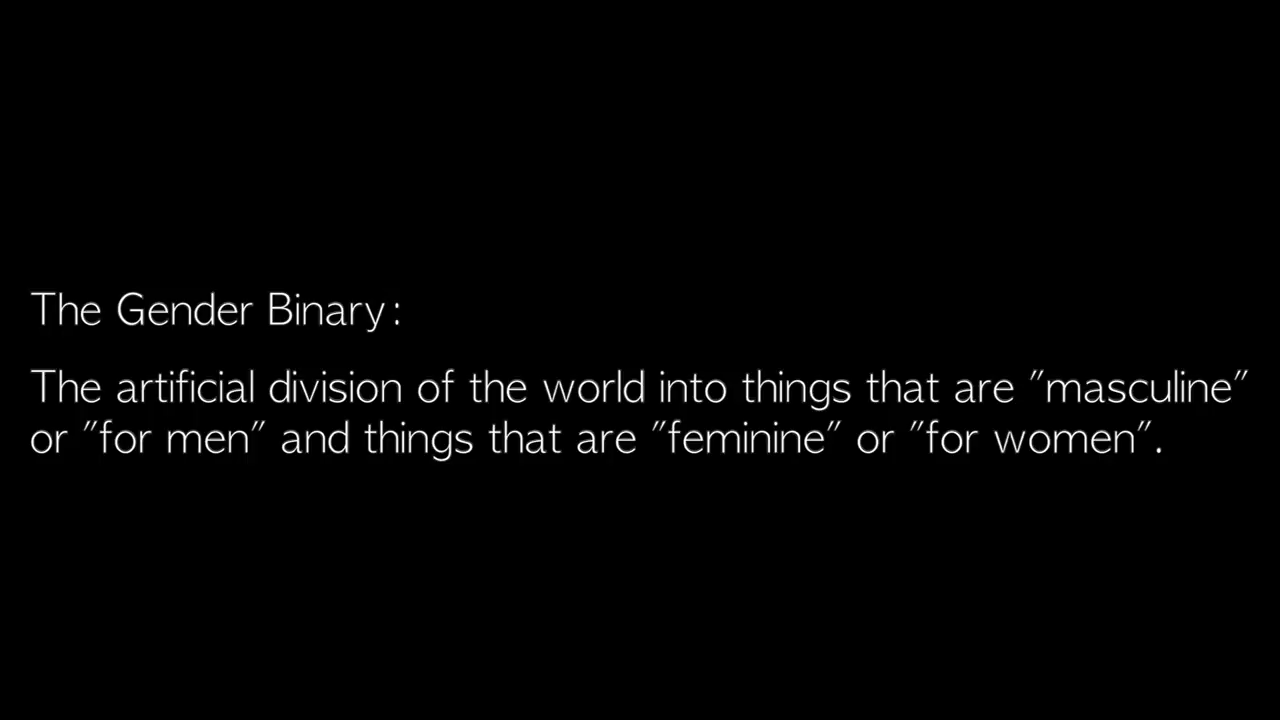 The Gender Binary:
The artificial division of the world into things that are "masculine"
or "for men" and things that are "feminine" or "for women".